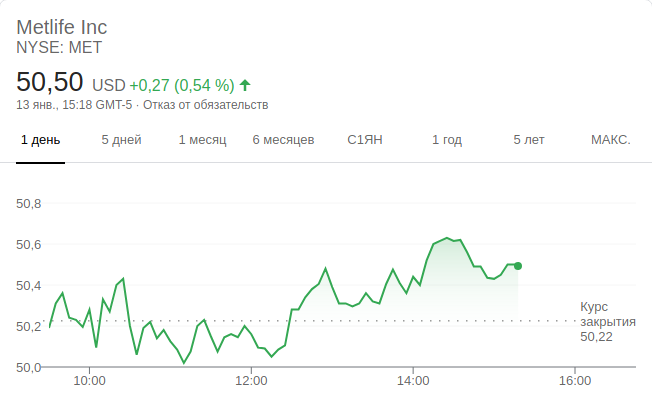 Metlife Inc
NYSE: MET
50,50 USD +0,27 (0,54 %)
13 янв., 15:18 GMT-5 · Отказ от обязательств
1 день 5 дней 1 месяц 6 месяцев С1ЯН 1 год 5 лет МАКС.
50,8
50,6
50,4
Курс
закрытия
50,22
50,2
50,0
10:00 12:00 14:00 16:00